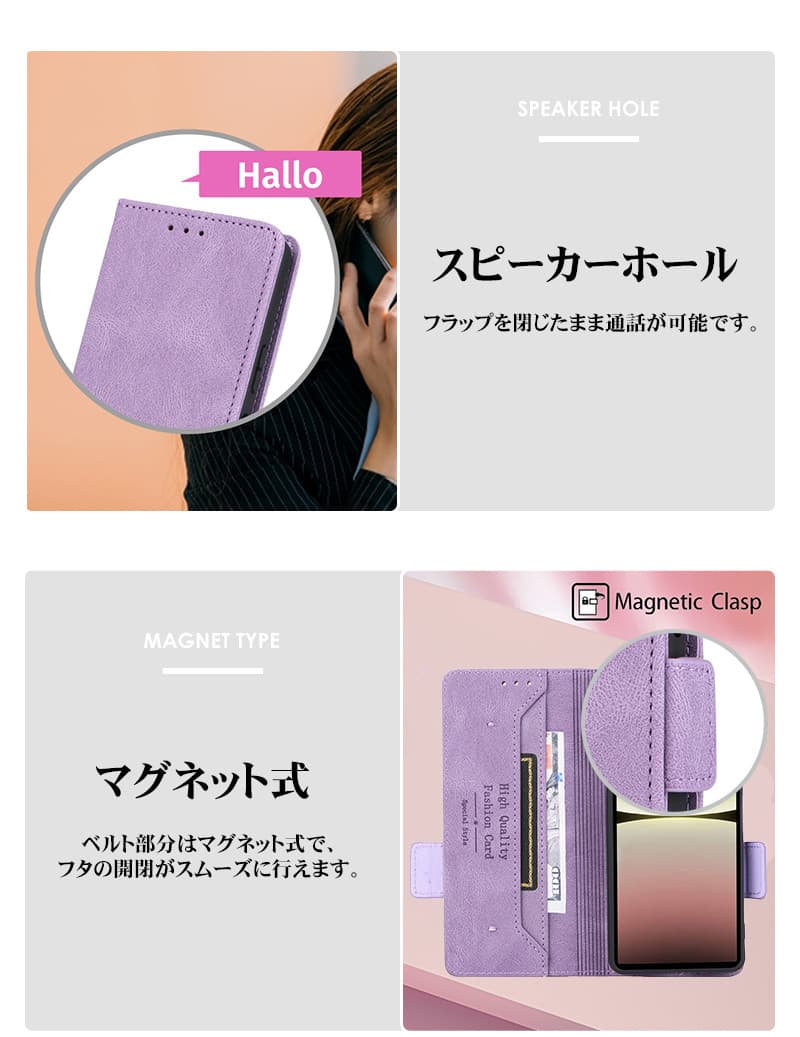 SPEAKER HOLE
Hallo
スピーカーホール
フラップを閉じたまま通話が可能です。
MAGNET TYPE
マグネット式
ベルト部分はマグネット式で、
フタの開閉がスムーズに行えます。
Magnetic Clasp
High Quality
Fashion Card
Special Style